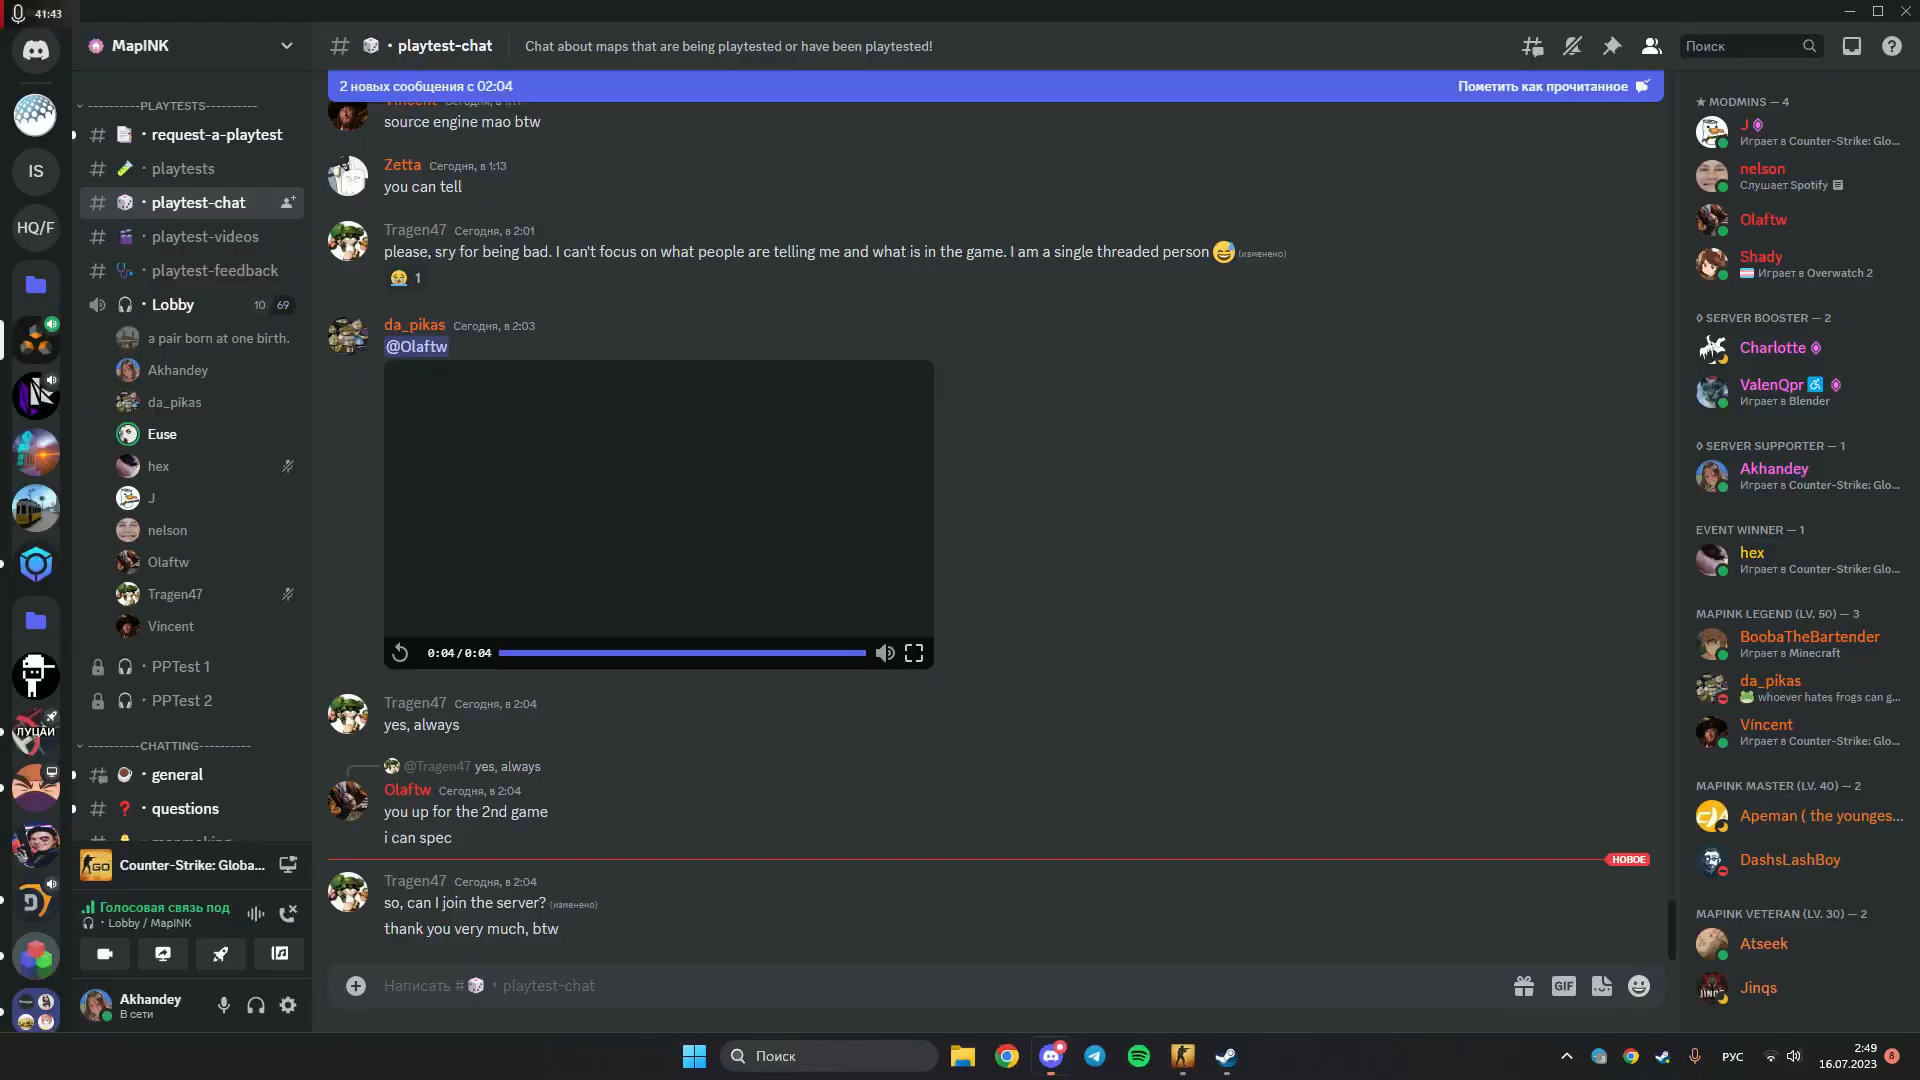 41:43
MapINK
playtest-chat
Chat about maps that are being playtested or have been playtested!
Поиск
IS
HQ/F
ЛУЦАЙ
----------PLAYTESTS----------
request-a-playtest
playtests
playtest-chat
playtest-videos
playtest-feedback
Lobby
10 69
a pair born at one birth.
Akhandey
da_pikas
Euse
hex
J
nelson
Olaftw
Tragen47
Víncent
PPTest 1
PPTest 2
----------CHATTING---------
general
questions
Counter-Strike: Globa...
Голосовая связь под
Lobby / MapINK
Akhandey
В сети
2 новых сообщения с 02:04
Пометить как прочитанное
source engine mao btw
Zetta Сегодня, в 1:13
you can tell
Tragen47 Сегодня, в 2:01
please, sry for being bad. I can't focus on what people are telling me and what is in the game. I am a single threaded person (изменено)
1
da_pikas Сегодня, в 2:03
@Olaftw
0:04/0:04
Tragen47 Сегодня, в 2:04
yes, always
@Tragen47 yes, always
Olaftw Сегодня, в 2:04
you up for the 2nd game
i can spec
НОВОЕ
Tragen47 Сегодня, в 2:04
so, can I join the server? (изменено)
thank you very much, btw
Написать # playtest-chat
GIF
MODMINS — 4
J
Играет в Counter-Strike: Glo...
nelson
Слушает Spotify
Olaftw
Shady
Играет в Overwatch 2
◊ SERVER BOOSTER — 2
Charlotte
ValenQpr
Играет в Blender
◊ SERVER SUPPORTER — 1
Akhandey
Играет в Counter-Strike: Glo...
EVENT WINNER — 1
hex
Играет в Counter-Strike: Glo...
MAPINK LEGEND (LV. 50) — 3
BoobaTheBartender
Играет в Minecraft
da_pikas
whoever hates frogs can g...
Víncent
Играет в Counter-Strike: Glo...
MAPINK MASTER (LV. 40) — 2
Apeman ( the younges...
DashsLashBoy
MAPINK VETERAN (LV. 30) — 2
Atseek
Jinqs
Поиск
РУС
2:49
16.07.2023
8